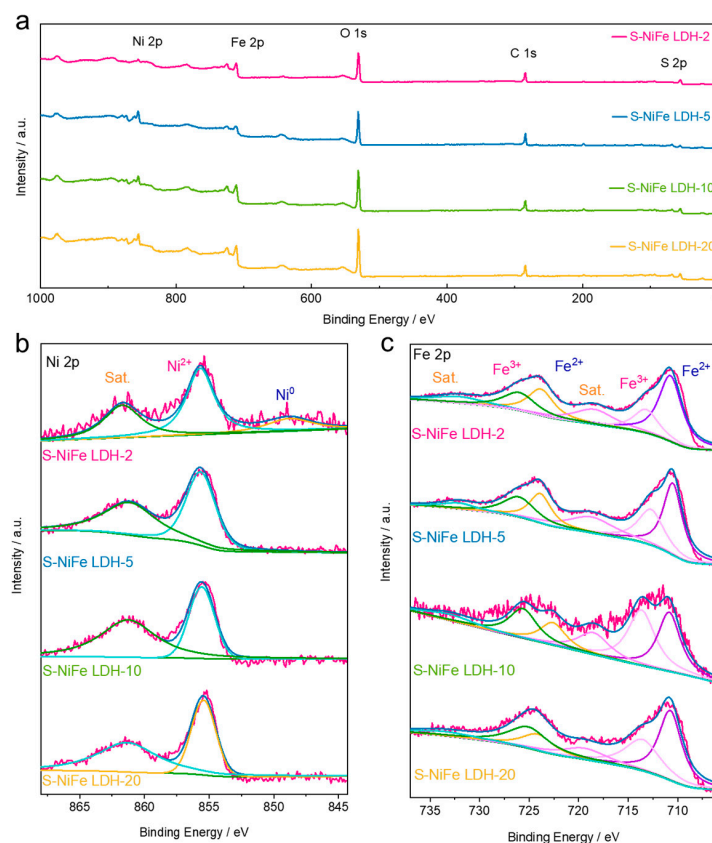 a
Ni 2p
Fe 2p
O 1s
C 1s
S 2p
S-NiFe LDH-2
S-NiFe LDH-5
S-NiFe LDH-10
S-NiFe LDH-20
Intensity / a.u.
1000
800
600
400
200
0
Binding Energy / eV
b
Ni 2p
Sat.
Ni²⁺
Ni⁰
S-NiFe LDH-2
S-NiFe LDH-5
S-NiFe LDH-10
S-NiFe LDH-20
Intensity / a.u.
865
860
855
850
845
Binding Energy / eV
c
Fe 2p
Sat.
Fe³⁺
Fe²⁺
Sat.
Fe³⁺
Fe²⁺
S-NiFe LDH-2
S-NiFe LDH-5
S-NiFe LDH-10
S-NiFe LDH-20
Intensity / a.u.
735
730
725
720
715
710
Binding Energy / eV